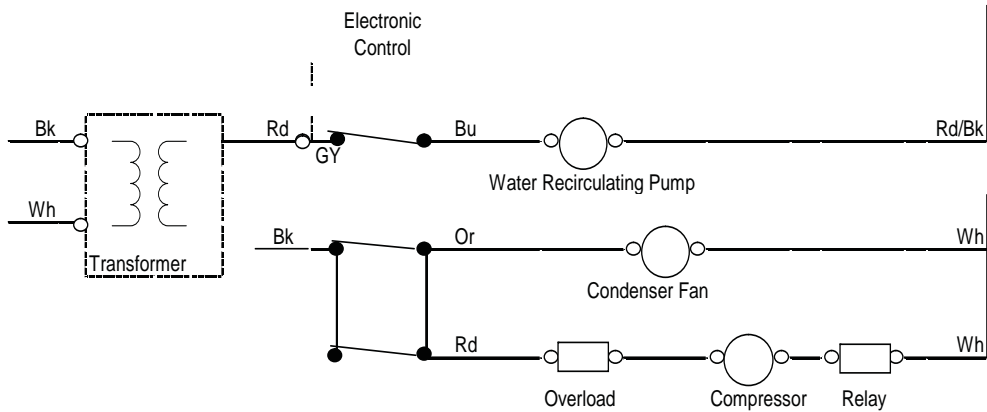 Electronic
Control
Bk
Rd
GY
Bu
Rd/Bk
Water Recirculating Pump
Wh
Transformer
Bk
Or
Wh
Condenser Fan
Rd
Wh
Overload
Compressor
Relay